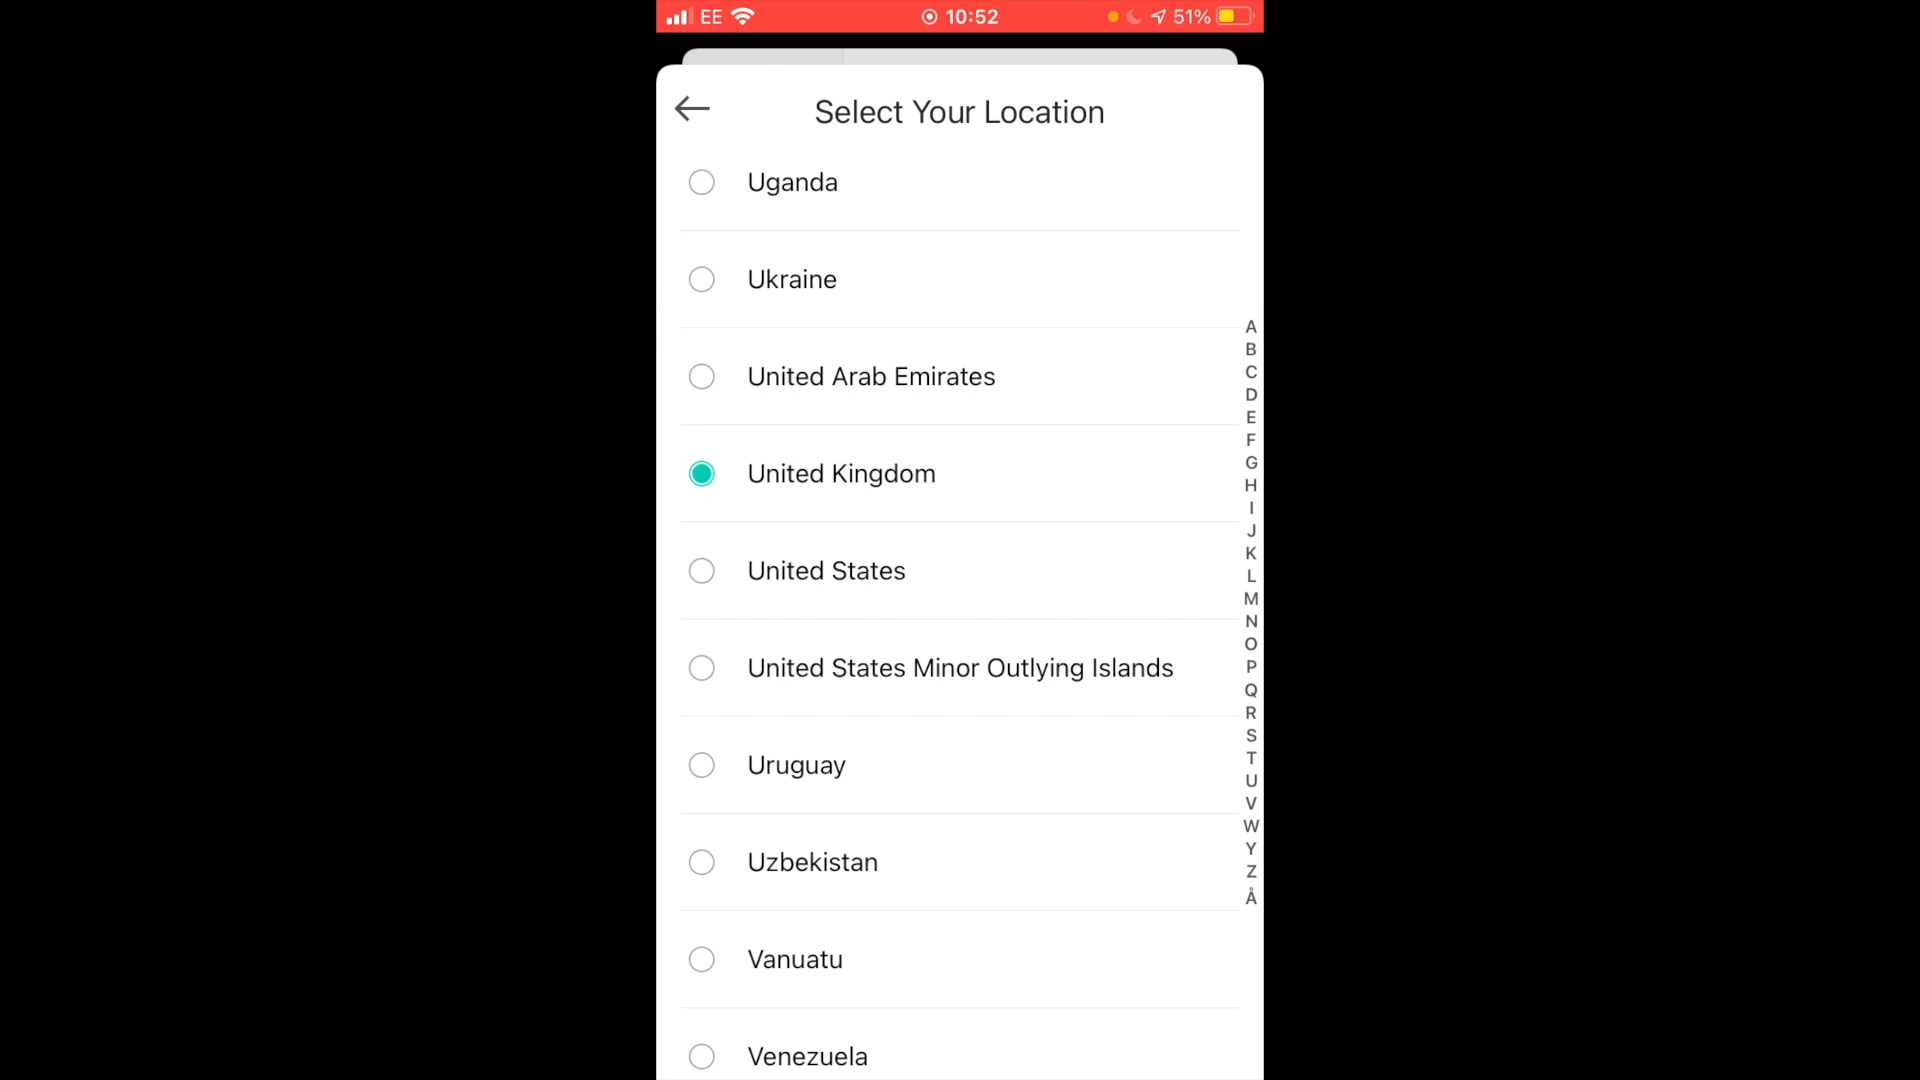 EE 10:52 51%
Select Your Location
Uganda
Ukraine
United Arab Emirates
United Kingdom
United States
United States Minor Outlying Islands
Uruguay
Uzbekistan
Vanuatu
Venezuela
A
B
C
D
E
F
G
H
I
J
K
L
M
N
O
P
Q
R
S
T
U
V
W
Y
Z
Å